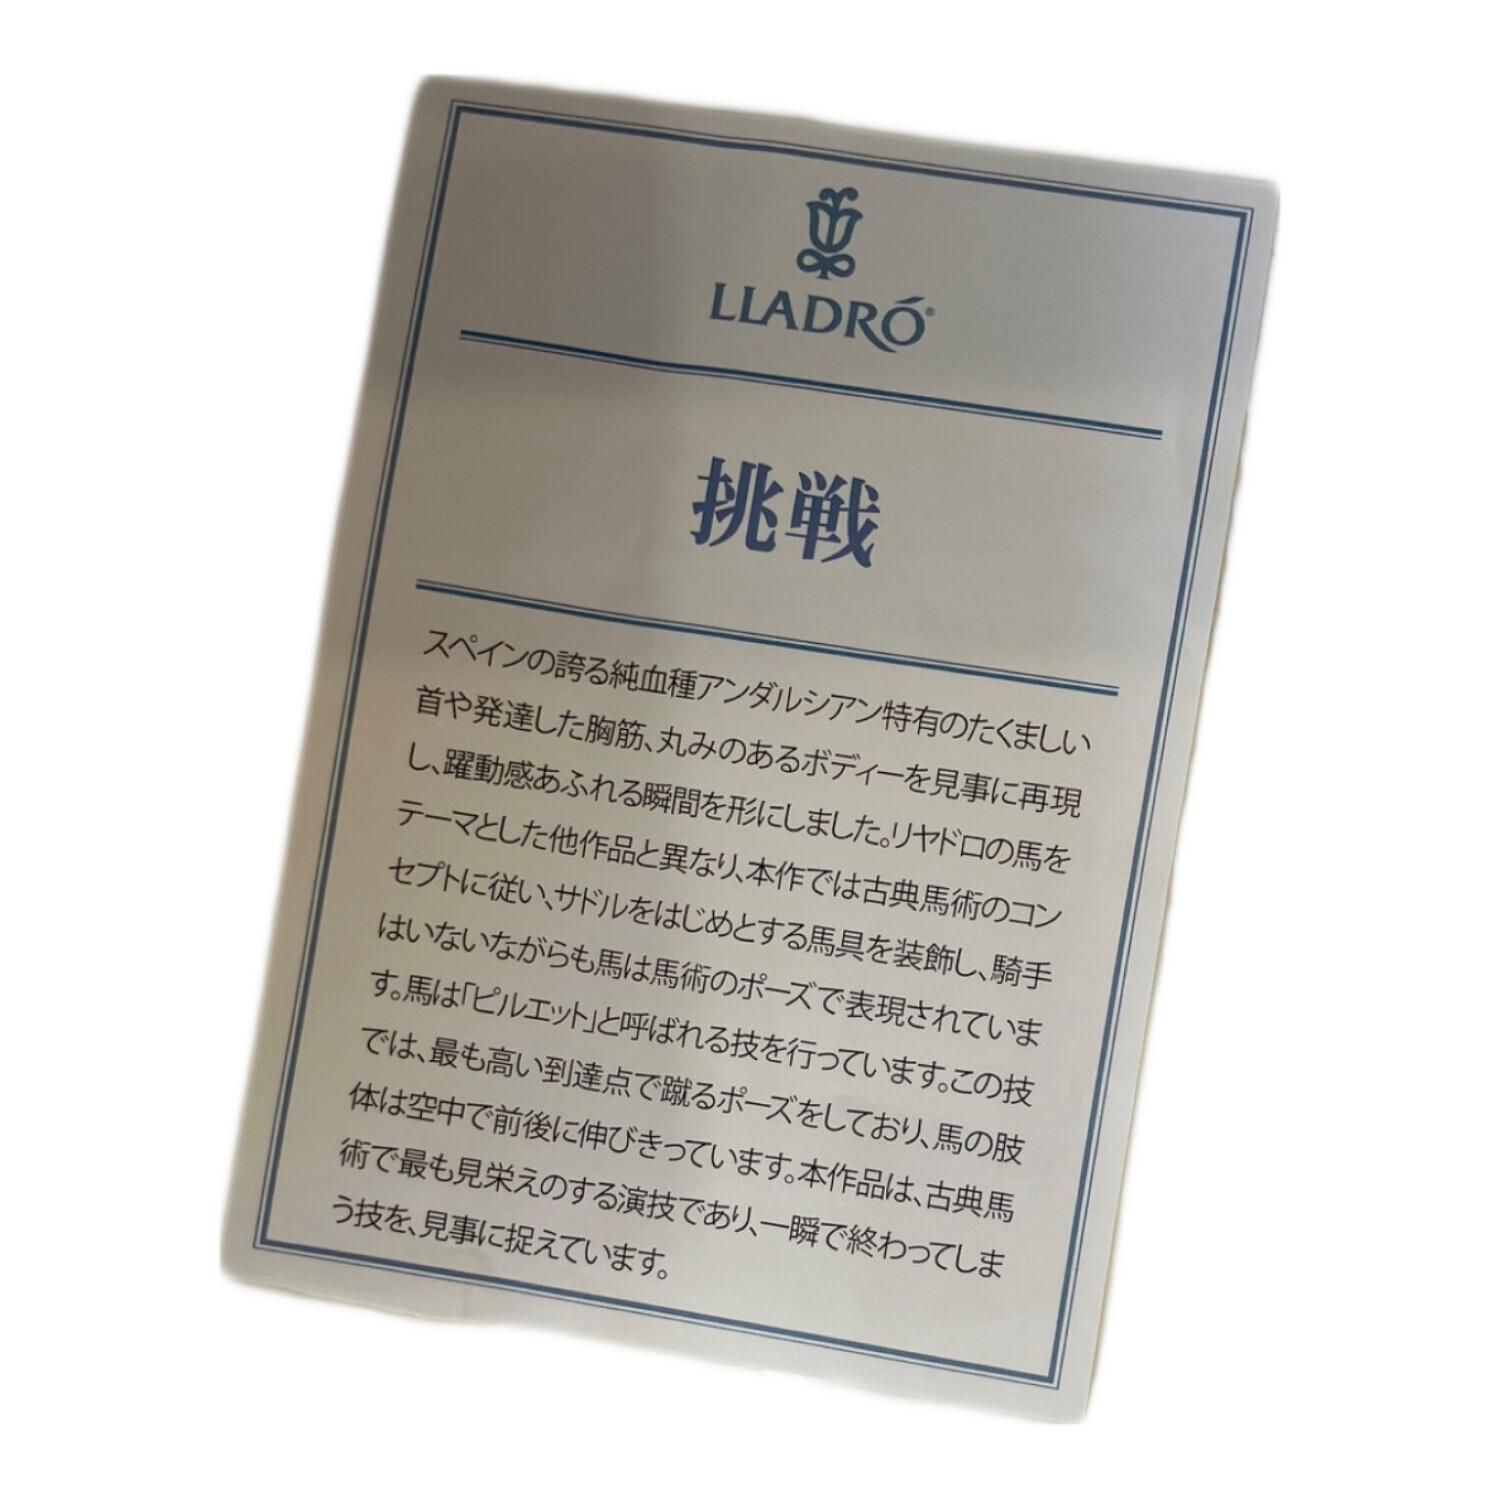 LLADRÓ®
挑戦
スペインの誇る純血種アンダルシアン特有のたくましい
首や発達した胸筋、丸みのあるボディーを見事に再現
し、躍動感あふれる瞬間を形にしました。リヤドロの馬を
テーマとした他作品と異なり、本作では古典馬術のコン
セプトに従い、サドルをはじめとする馬具を装飾し、騎手
はいないながらも馬は馬術のポーズで表現されていま
す。馬は「ピルエット」と呼ばれる技を行っています。この技
では、最も高い到達点で蹴るポーズをしており、馬の肢
体は空中で前後に伸びきっています。本作品は、古典馬
術で最も見栄えのする演技であり、一瞬で終わってしま
う技を、見事に捉えています。